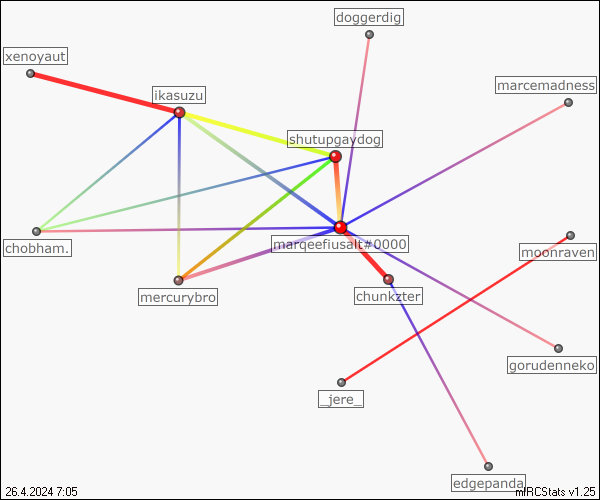 doggerdig
xenoyaut
marcemadness
ikasuzu
shutupgaydog
chobham.
marqeefiusalt#0000
moonraven
mercurybro
chunkzter
gorudenneko
_jere_
edgepanda
26.4.2024 7:05
mIRCStats v1.25